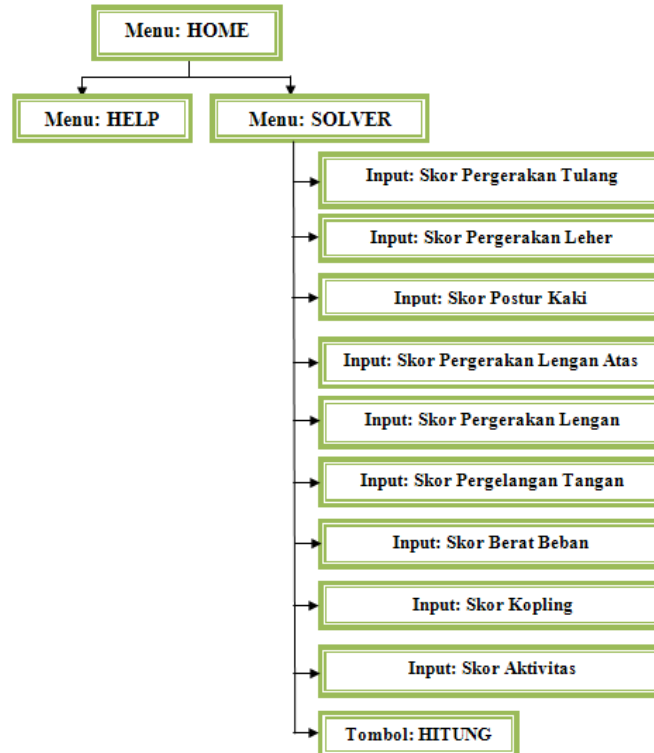 Menu: HOME
Menu: HELP
Menu: SOLVER
Input: Skor Pergerakan Tulang
Input: Skor Pergerakan Leher
Input: Skor Postur Kaki
Input: Skor Pergerakan Lengan Atas
Input: Skor Pergerakan Lengan
Input: Skor Pergelangan Tangan
Input: Skor Berat Beban
Input: Skor Kopling
Input: Skor Aktivitas
Tombol: HITUNG